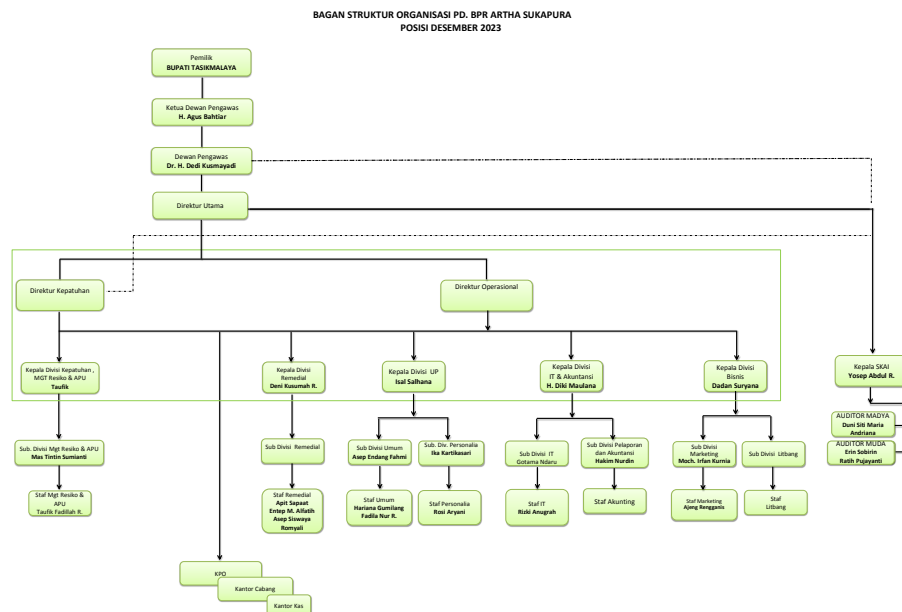 BAGAN STRUKTUR ORGANISASI PD. BPR ARTHA SUKAPURA
POSISI DESEMBER 2023
Pemilik
BUPATI TASIKMALAYA
Ketua Dewan Pengawas
H. Agus Bahtiar
Dewan Pengawas
Dr. H. Dedi Kusmayadi
Direktur Utama
Direktur Kepatuhan
Direktur Operasional
Kepala Divisi Kepatuhan ,
MGT Resiko & APU
Taufik
Kepala Divisi
Remedial
Deni Kusumah R.
Kepala Divisi UP
Isal Salhana
Kepala Divisi
IT & Akuntansi
H. Diki Maulana
Kepala Divisi
Bisnis
Dadan Suryana
Kepala SKAI
Yosep Abdul R.
AUDITOR MADYA
Duni Siti Maria
Andriana
AUDITOR MUDA
Erin Sobirin
Ratih Pujayanti
Sub. Divisi Mgt Resiko & APU
Mas Tintin Sumianti
Sub Divisi Remedial
Sub Divisi Umum
Asep Endang Fahmi
Sub. Div. Personalia
Ika Kartikasari
Sub Divisi IT
Gotama Ndaru
Sub Divisi Pelaporan
dan Akuntansi
Hakim Nurdin
Sub Divisi
Marketing
Moch. Irfan Kurnia
Sub Divisi Litbang
Staf Mgt Resiko &
APU
Taufik Fadillah R.
Staf Remedial
Apit Sapaat
Entep M. Alfatih
Asep Siswaya
Romyali
Staf Umum
Hariana Gumilang
Fadila Nur R.
Staf Personalia
Rosi Aryani
Staf IT
Rizki Anugrah
Staf Akunting
Staf Marketing
Ajeng Rengganis
Staf
Litbang
KPO
Kantor Cabang
Kantor Kas